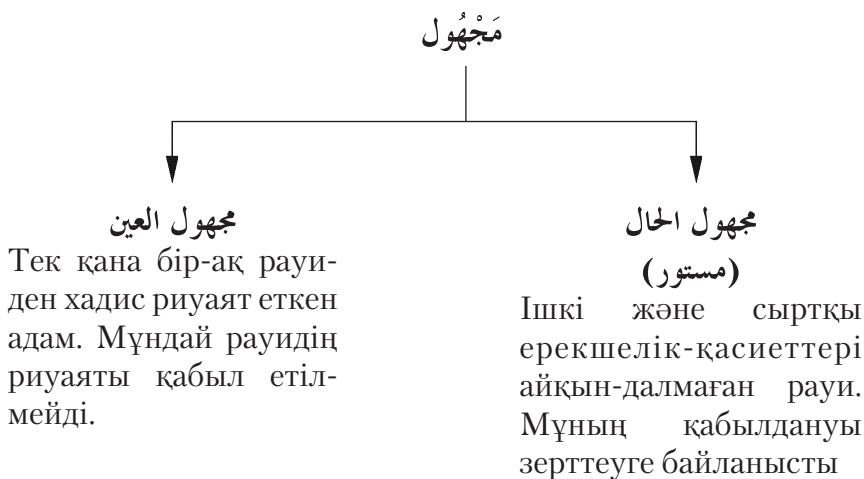 مَجْهُول
مجهول العين
Тек қана бір-ақ рауи-
ден хадис риуаят еткен
адам. Мұндай рауидің
риуаяты қабыл етіл-
мейді.
مجهول الحال
(مستور)
Ішкі және сыртқы
ерекшелік-қасиеттері
айқын-далмаған рауи.
Мұның қабылдануы
зерттеуге байланысты